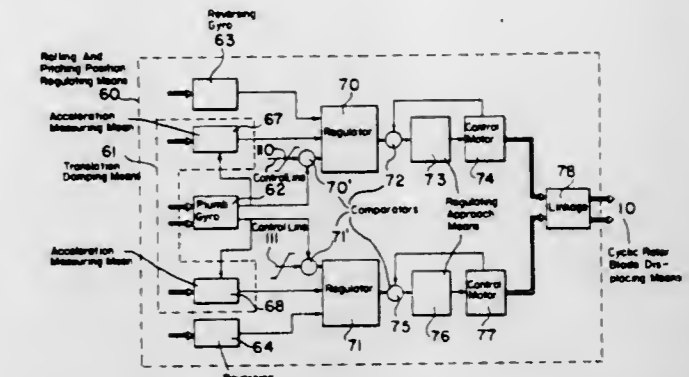 Reversing
Gyro
63
Rolling And
Pitching Position
Regulating Means
60
70
Acceleration
Measuring Mean
67
Regulator
Control
Motor
110
72
73
74
61
Translation
Damping Means
Control Line
70'
62
Plumb
Gyro
Comparators
Regulating
Approach
Means
78
Linkage
10
Control Line
111
71'
Cyclic Rotor
Blade Dis-
placing Means
Acceleration
Measuring Mean
Regulator
Control
Motor
68
75
76
77
64
71
Reversing